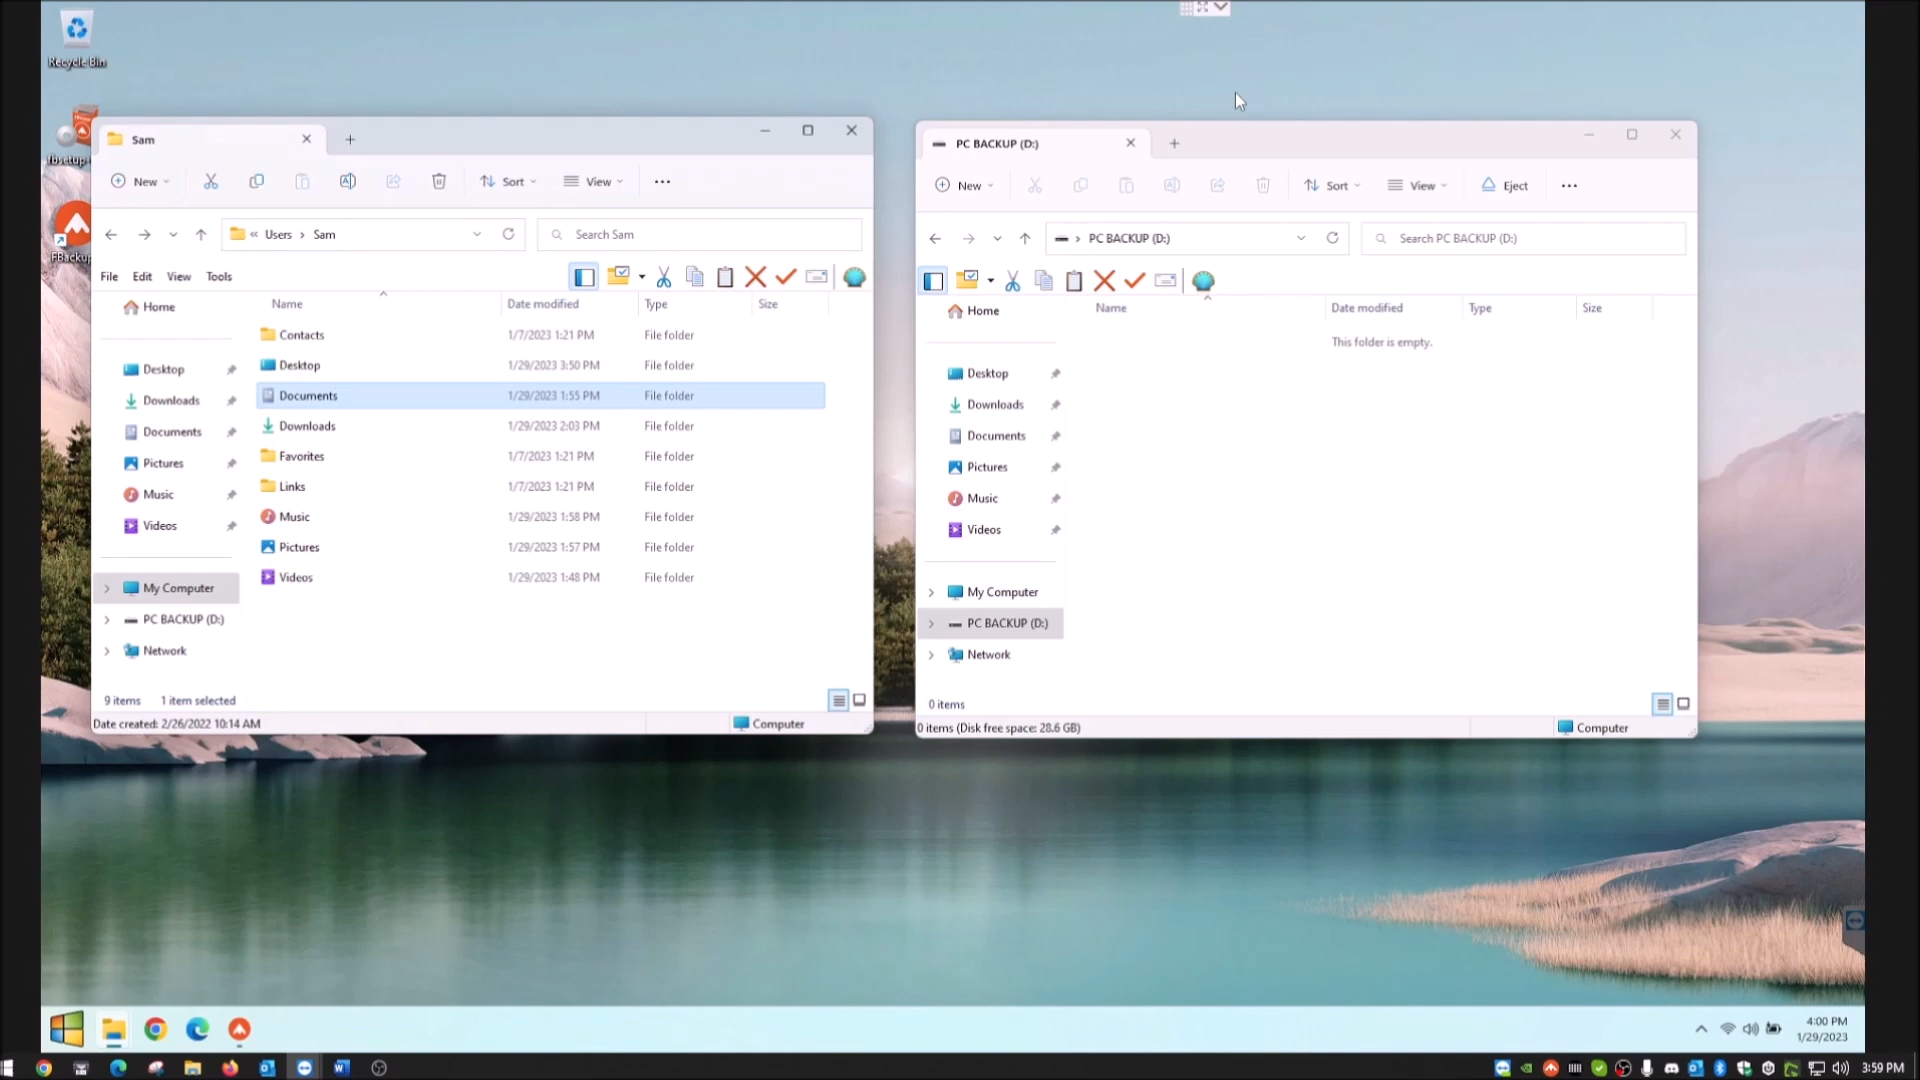 Recycle Bin
fbsetup
FBackup
Sam
New
Sort
View
« Users > Sam
Search Sam
File Edit View Tools
Home
Desktop
Downloads
Documents
Pictures
Music
Videos
My Computer
PC BACKUP (D:)
Network
Name Date modified Type Size
Contacts 1/7/2023 1:21 PM File folder
Desktop 1/29/2023 3:50 PM File folder
Documents 1/29/2023 1:55 PM File folder
Downloads 1/29/2023 2:03 PM File folder
Favorites 1/7/2023 1:21 PM File folder
Links 1/7/2023 1:21 PM File folder
Music 1/29/2023 1:58 PM File folder
Pictures 1/29/2023 1:57 PM File folder
Videos 1/29/2023 1:48 PM File folder
9 items 1 item selected
Date created: 2/26/2022 10:14 AM Computer
PC BACKUP (D:)
New
Sort
View
Eject
> PC BACKUP (D:)
Search PC BACKUP (D:)
Home
Desktop
Downloads
Documents
Pictures
Music
Videos
My Computer
PC BACKUP (D:)
Network
Name Date modified Type Size
This folder is empty.
0 items
0 items (Disk free space: 28.6 GB) Computer
4:00 PM
1/29/2023
3:59 PM